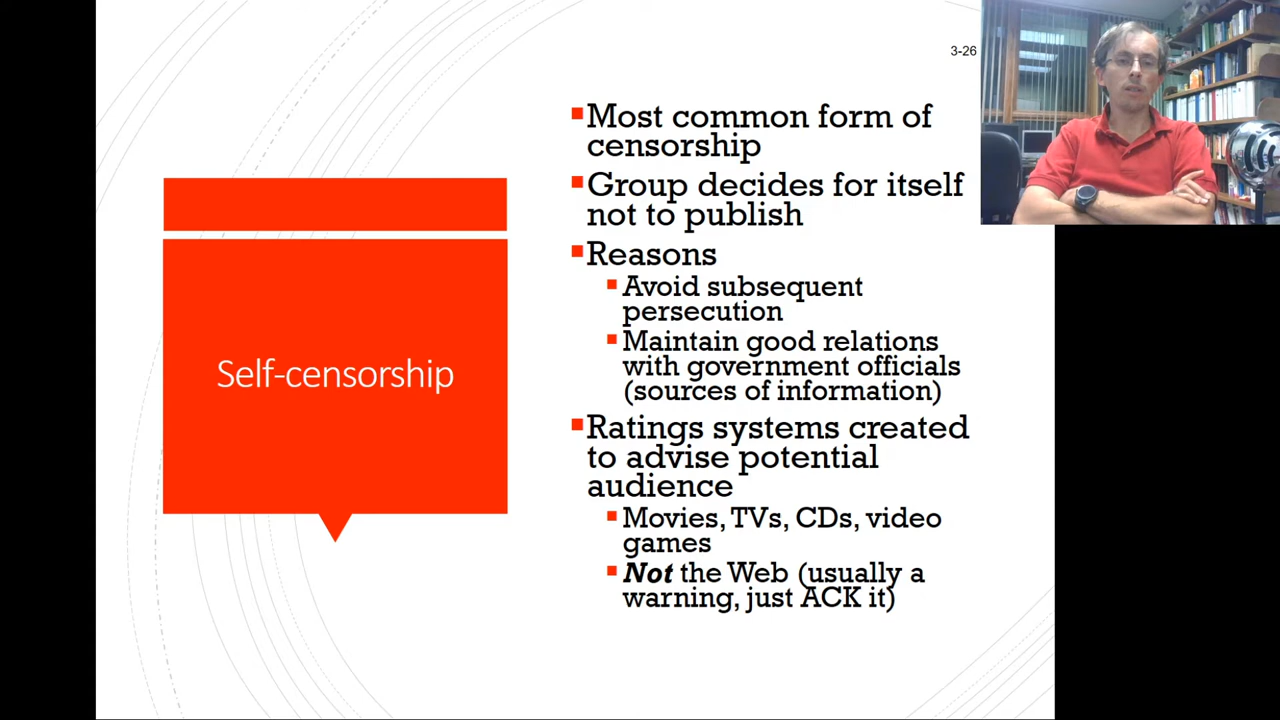 3-26
Most common form of
censorship
Group decides for itself
not to publish
Reasons
Avoid subsequent
persecution
Maintain good relations
with government officials
(sources of information)
Ratings systems created
to advise potential
audience
Movies, TVs, CDs, video
games
Not the Web (usually a
warning, just ACK it)
Self-censorship